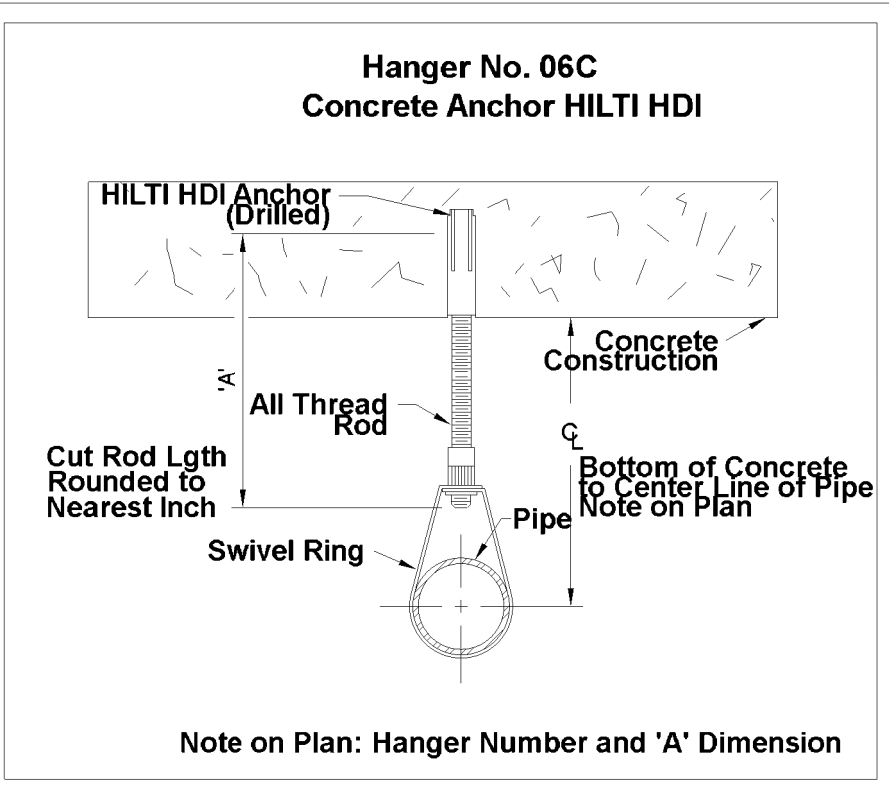 Hanger No. 06C
Concrete Anchor HILTI HDI
HILTI HDI Anchor
(Drilled)
Concrete
Construction
'A'
All Thread
Rod
Cut Rod Lgth
Rounded to
Nearest Inch
CL
Bottom of Concrete
to Center Line of Pipe
Note on Plan
Pipe
Swivel Ring
Note on Plan: Hanger Number and 'A' Dimension